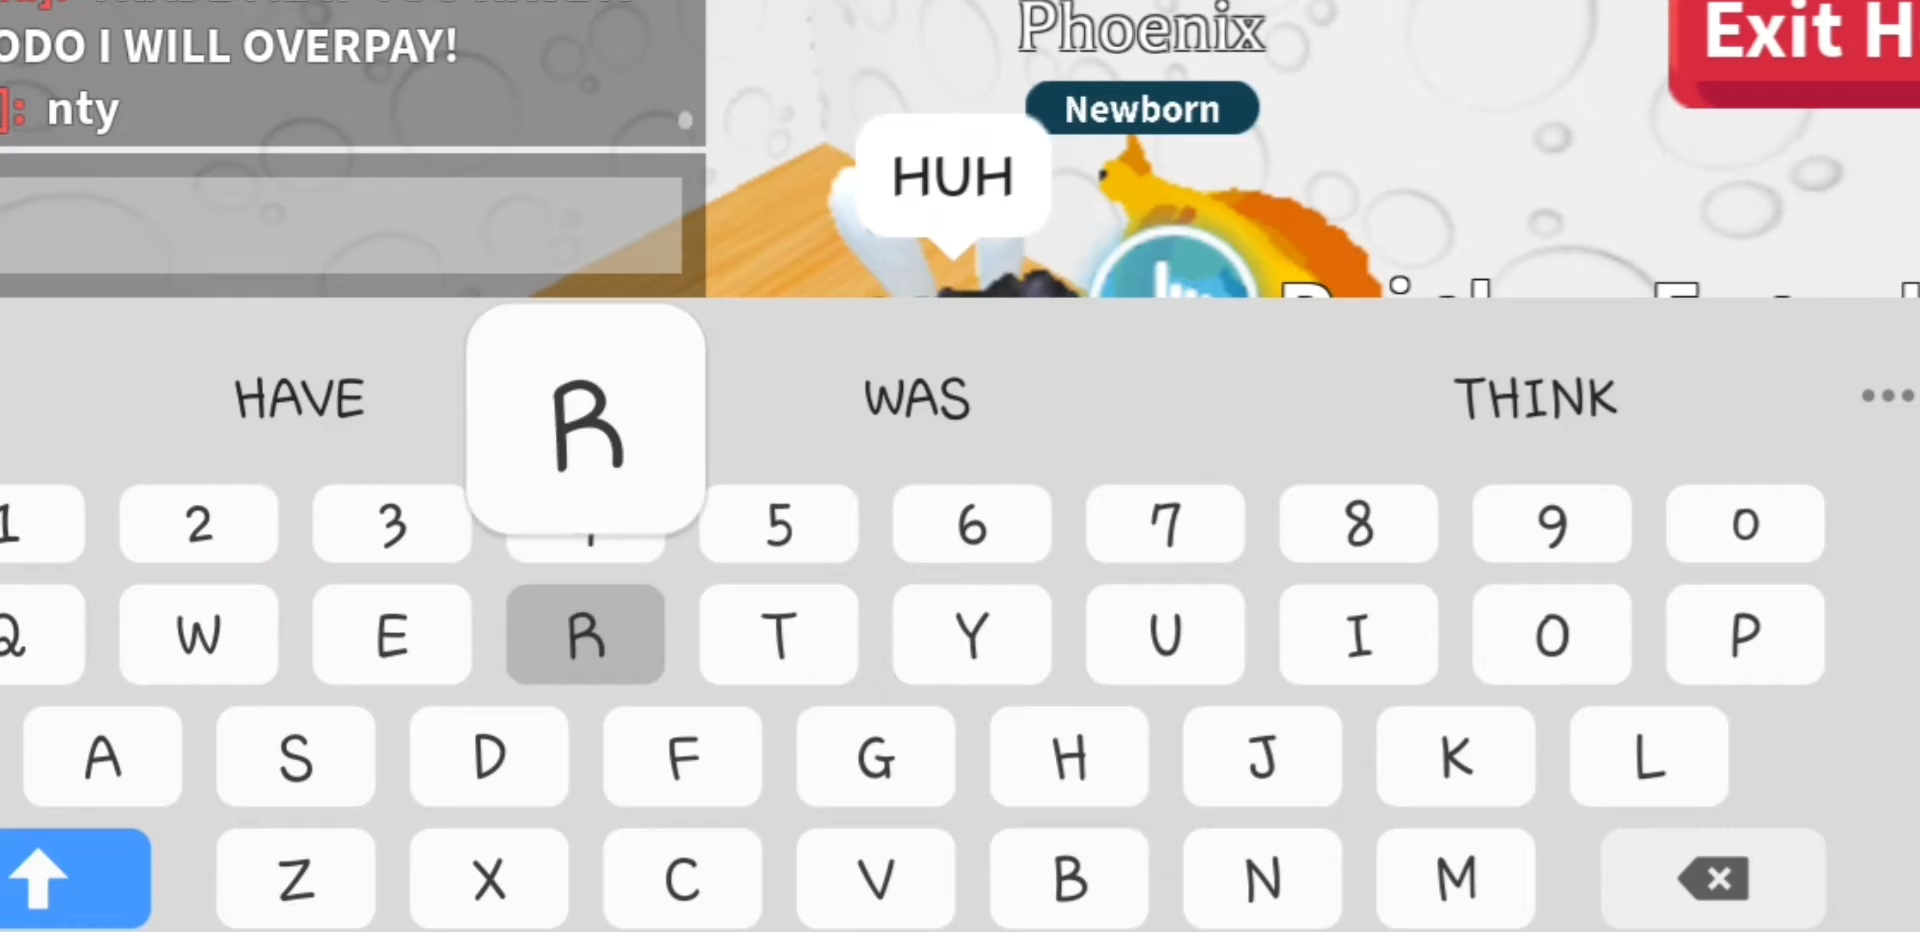 ODO I WILL OVERPAY!
]: nty
Phoenix
Newborn
Exit H
HUH
HAVE
R
WAS
THINK
1 2 3 5 6 7 8 9 0
Q W E R T Y U I O P
A S D F G H J K L
Z X C V B N M